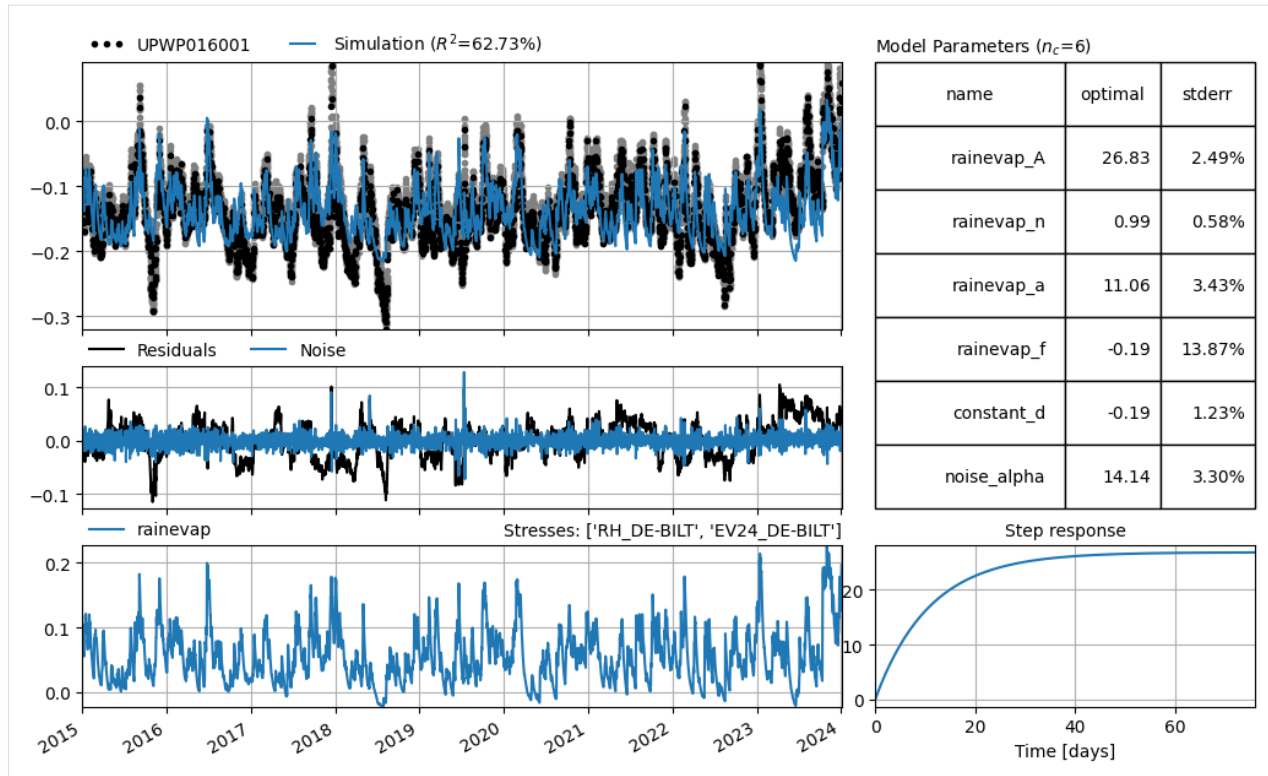 UPWP016001 Simulation (R²=62.73%)
0.0
−0.1
−0.2
−0.3
Residuals Noise
0.1
0.0
−0.1
rainevap Stresses: ['RH_DE-BILT', 'EV24_DE-BILT']
0.2
0.1
0.0
2015 2016 2017 2018 2019 2020 2021 2022 2023 2024
Model Parameters (n_c=6)
name optimal stderr
rainevap_A 26.83 2.49%
rainevap_n 0.99 0.58%
rainevap_a 11.06 3.43%
rainevap_f -0.19 13.87%
constant_d -0.19 1.23%
noise_alpha 14.14 3.30%
Step response
20
10
0
0 20 40 60
Time [days]